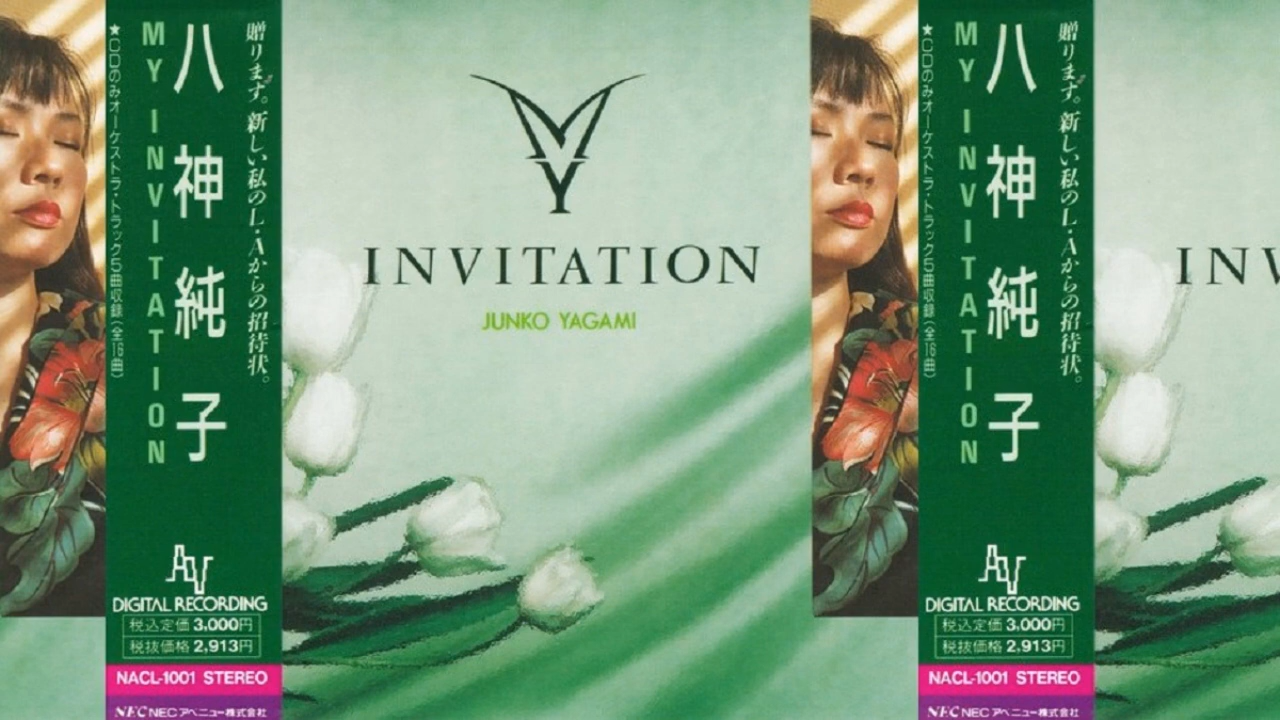 贈ります。新しい私のL・Aからの招待状。
八神純子
MY INVITATION
★CDのみオーケストラ・トラック5曲収録(全16曲)
AV
DIGITAL RECORDING
税込定価 3,000円
税抜価格 2,913円
NACL-1001 STEREO
NEC NECアベニュー株式会社
MY
INVITATION
JUNKO YAGAMI
贈ります。新しい私のL・Aからの招待状。
八神純子
MY INVITATION
★CDのみオーケストラ・トラック5曲収録(全16曲)
AV
DIGITAL RECORDING
税込定価 3,000円
税抜価格 2,913円
NACL-1001 STEREO
NEC NECアベニュー株式会社
INV